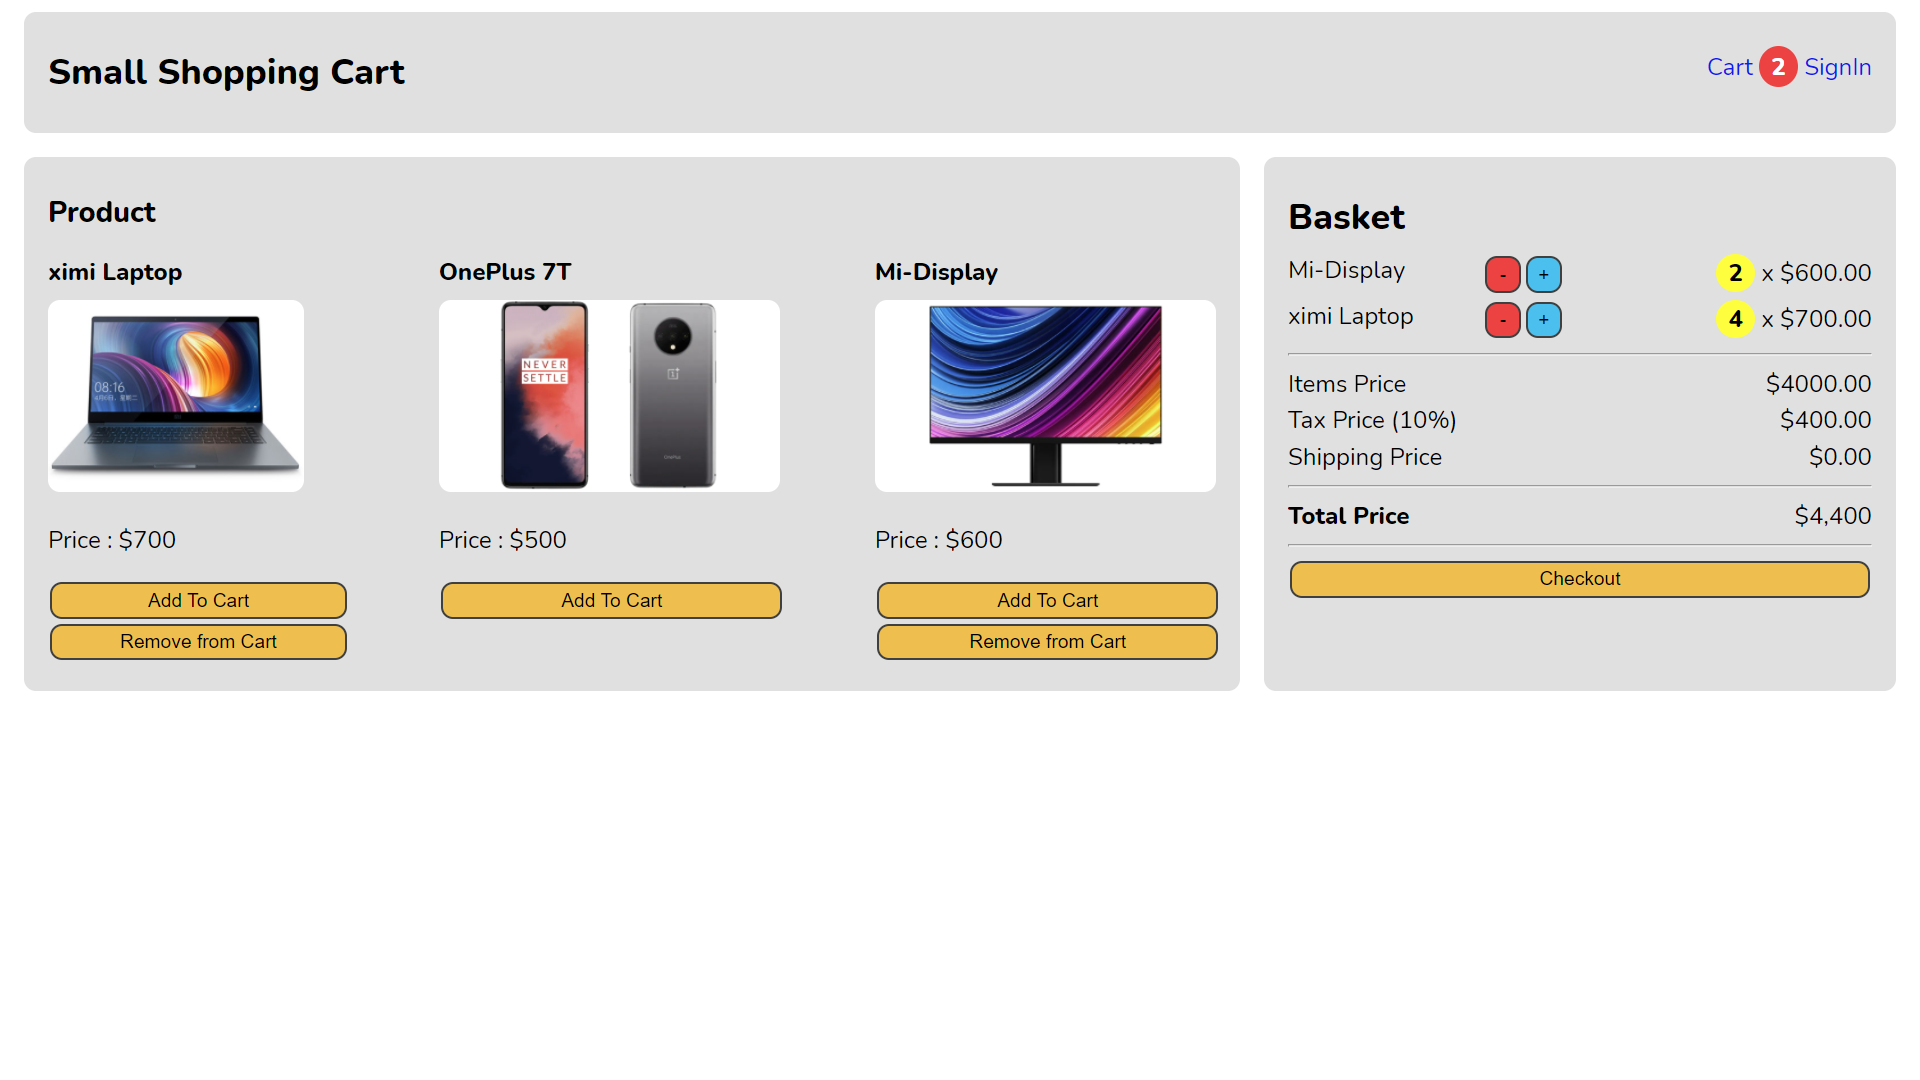 Small Shopping Cart
Cart 2 SignIn
Product
ximi Laptop
OnePlus 7T
Mi-Display
08:16
NEVER
SETTLE
Price : $700
Price : $500
Price : $600
Add To Cart
Add To Cart
Add To Cart
Remove from Cart
Remove from Cart
Basket
Mi-Display - + 2 x $600.00
ximi Laptop - + 4 x $700.00
Items Price $4000.00
Tax Price (10%) $400.00
Shipping Price $0.00
Total Price $4,400
Checkout